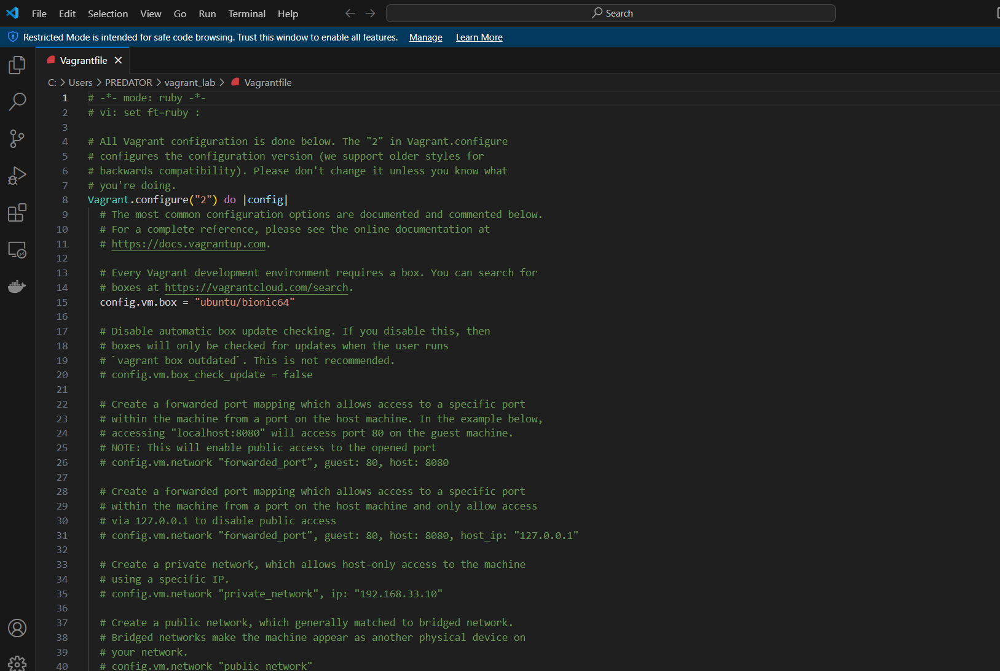 File Edit Selection View Go Run Terminal Help Search
Restricted Mode is intended for safe code browsing. Trust this window to enable all features. Manage Learn More
Vagrantfile
C: > Users > PREDATOR > vagrant_lab > Vagrantfile
1 # -*- mode: ruby -*-
2 # vi: set ft=ruby :
3
4 # All Vagrant configuration is done below. The "2" in Vagrant.configure
5 # configures the configuration version (we support older styles for
6 # backwards compatibility). Please don't change it unless you know what
7 # you're doing.
8 Vagrant.configure("2") do |config|
9 # The most common configuration options are documented and commented below.
10 # For a complete reference, please see the online documentation at
11 # https://docs.vagrantup.com.
12
13 # Every Vagrant development environment requires a box. You can search for
14 # boxes at https://vagrantcloud.com/search.
15 config.vm.box = "ubuntu/bionic64"
16
17 # Disable automatic box update checking. If you disable this, then
18 # boxes will only be checked for updates when the user runs
19 # `vagrant box outdated`. This is not recommended.
20 # config.vm.box_check_update = false
21
22 # Create a forwarded port mapping which allows access to a specific port
23 # within the machine from a port on the host machine. In the example below,
24 # accessing "localhost:8080" will access port 80 on the guest machine.
25 # NOTE: This will enable public access to the opened port
26 # config.vm.network "forwarded_port", guest: 80, host: 8080
27
28 # Create a forwarded port mapping which allows access to a specific port
29 # within the machine from a port on the host machine and only allow access
30 # via 127.0.0.1 to disable public access
31 # config.vm.network "forwarded_port", guest: 80, host: 8080, host_ip: "127.0.0.1"
32
33 # Create a private network, which allows host-only access to the machine
34 # using a specific IP.
35 # config.vm.network "private_network", ip: "192.168.33.10"
36
37 # Create a public network, which generally matched to bridged network.
38 # Bridged networks make the machine appear as another physical device on
39 # your network.
40 # config.vm.network "public_network"